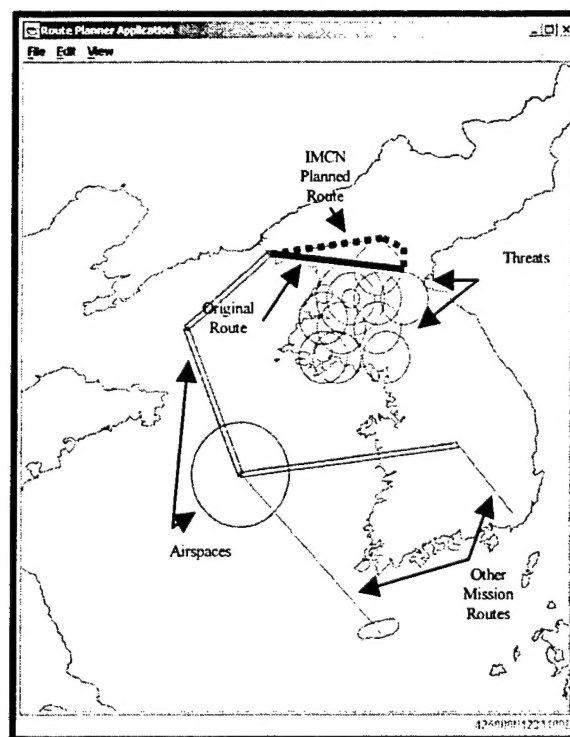 Route Planner Application
File Edit View
IMCN
Planned
Route
Threats
Original
Route
Airspaces
Other
Mission
Routes